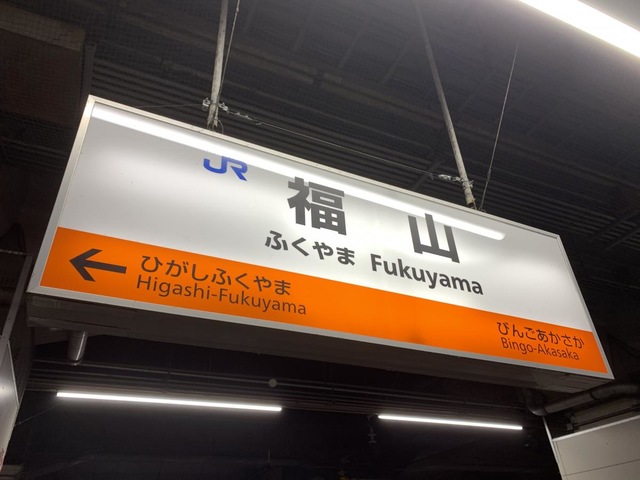 JR
福山
ふくやま Fukuyama
← ひがしふくやま
Higashi-Fukuyama
びんごあかさか
Bingo-Akasaka